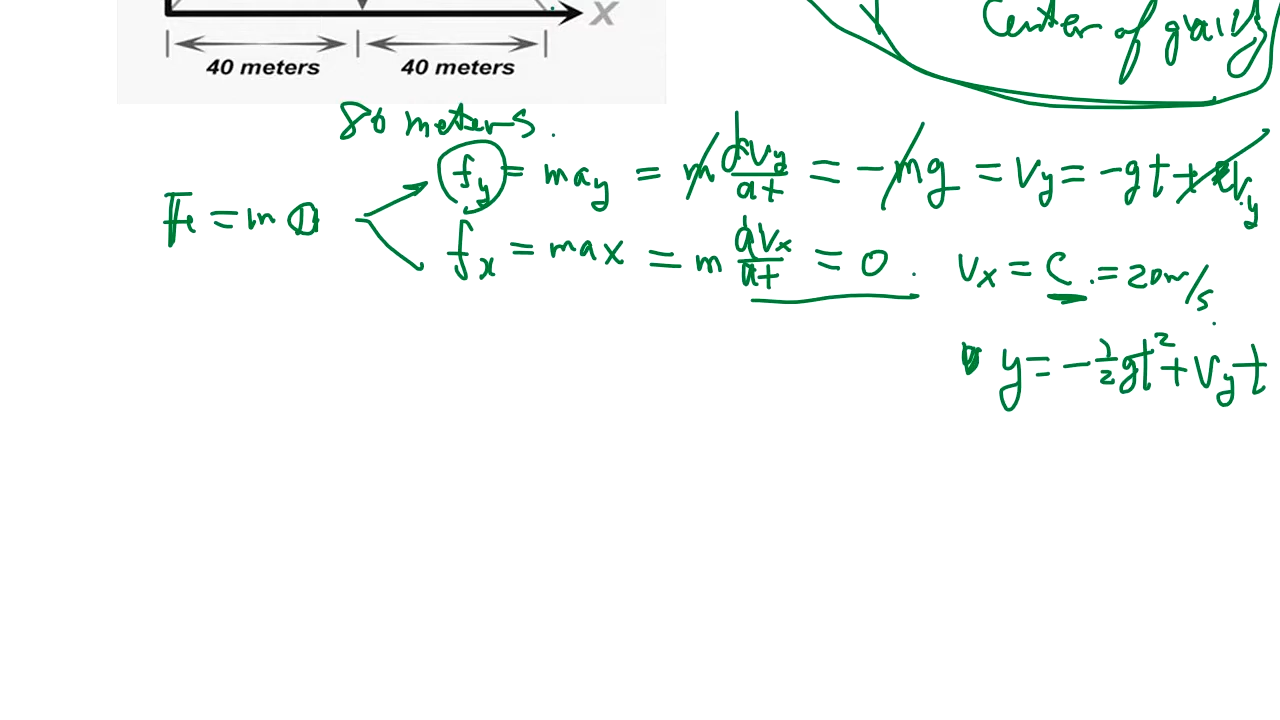 Center of gravity
X
40 meters 40 meters
80 meters.
fy = may = m dVy/dt = -mg = Vy = -gt + Vy
F = m
fx = max = m dVx/dt = 0. Vx = C. = 20m/s.
y = -1/2 gt² + Vy t